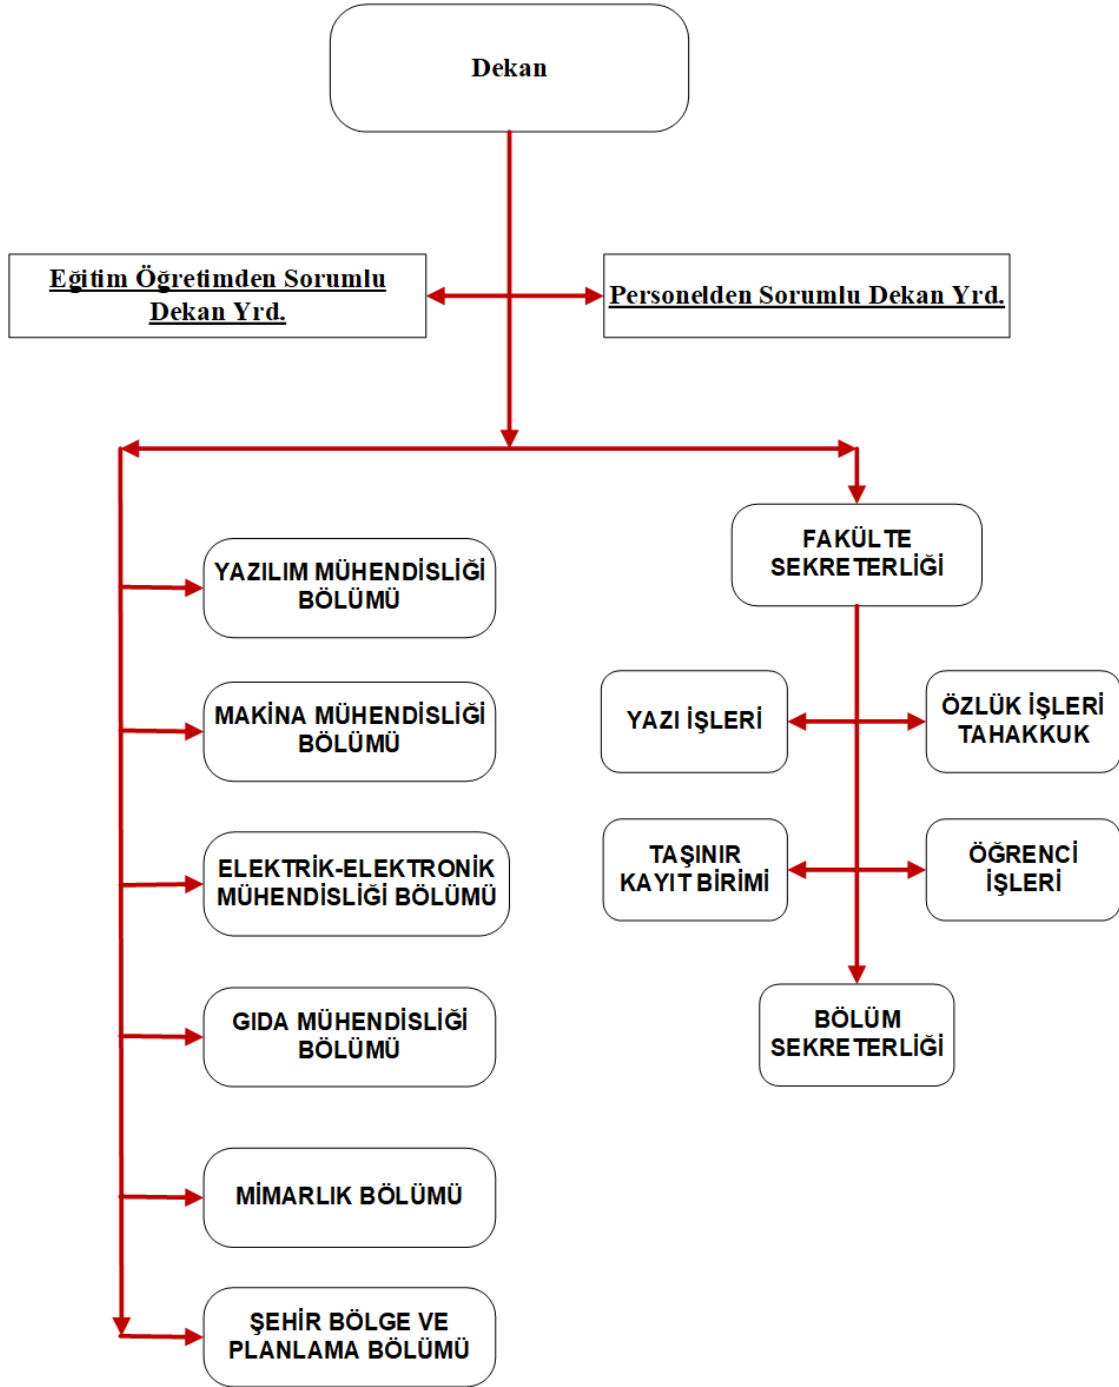 Dekan
Eğitim Öğretimden Sorumlu
Dekan Yrd.
Personelden Sorumlu Dekan Yrd.
YAZILIM MÜHENDİSLİĞİ
BÖLÜMÜ
MAKİNA MÜHENDİSLİĞİ
BÖLÜMÜ
ELEKTRİK-ELEKTRONİK
MÜHENDİSLİĞİ BÖLÜMÜ
GIDA MÜHENDİSLİĞİ
BÖLÜMÜ
MİMARLIK BÖLÜMÜ
ŞEHİR BÖLGE VE
PLANLAMA BÖLÜMÜ
FAKÜLTE
SEKRETERLİĞİ
YAZI İŞLERİ
ÖZLÜK İŞLERİ
TAHAKKUK
TAŞINIR
KAYIT BİRİMİ
ÖĞRENCİ
İŞLERİ
BÖLÜM
SEKRETERLİĞİ